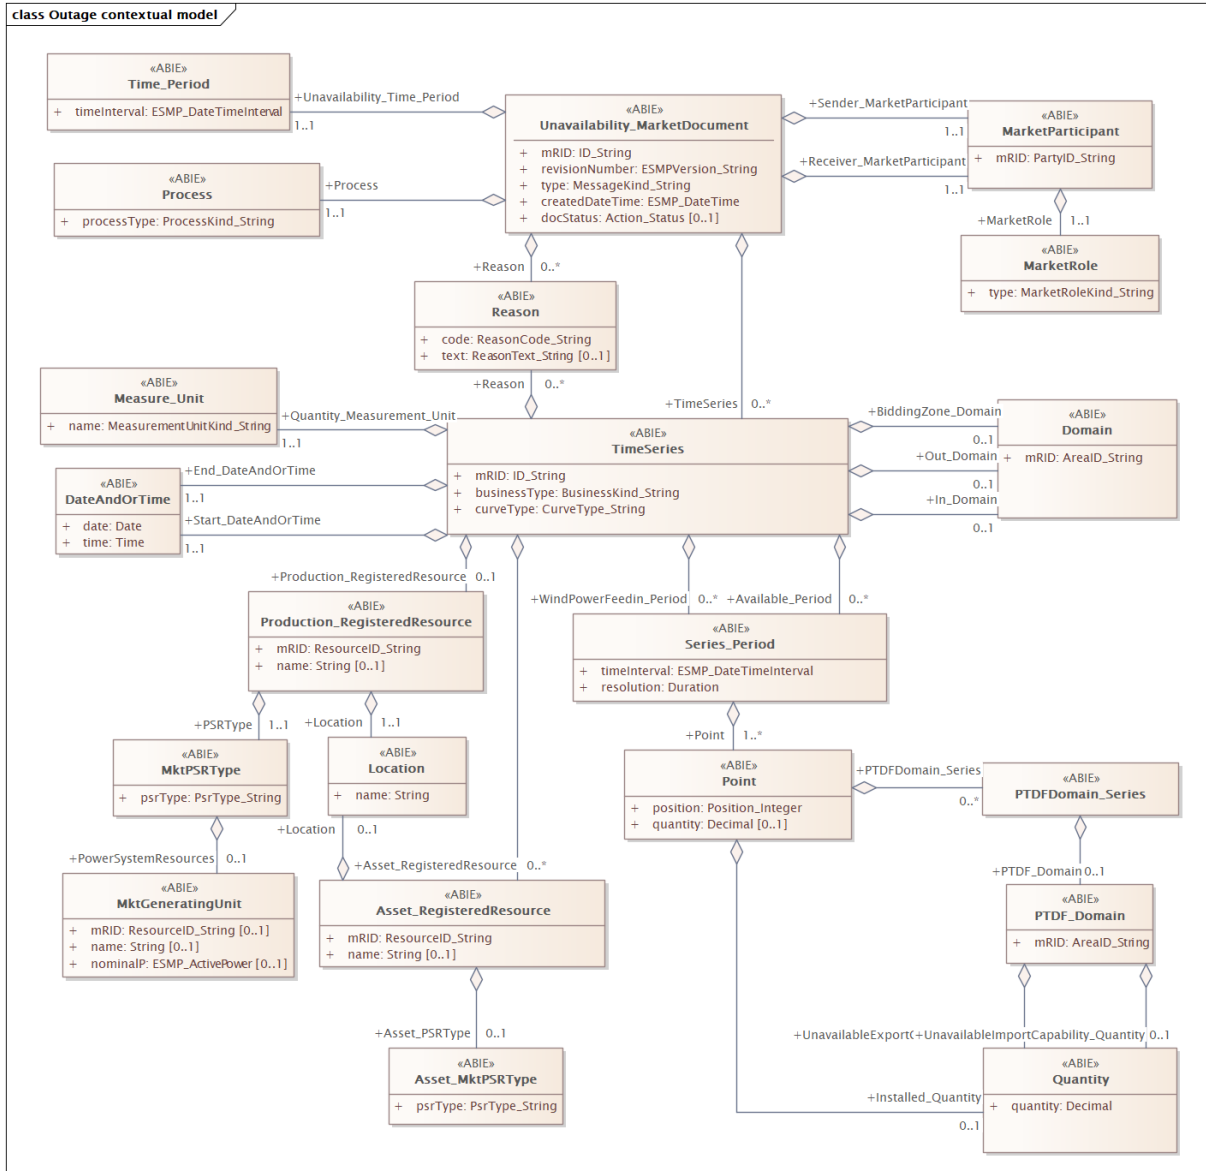 class Outage contextual model
«ABIE»
Time_Period
+ timeInterval: ESMP_DateTimeInterval
+Unavailability_Time_Period
1..1
«ABIE»
Unavailability_MarketDocument
+ mRID: ID_String
+ revisionNumber: ESMPVersion_String
+ type: MessageKind_String
+ createdDateTime: ESMP_DateTime
+ docStatus: Action_Status [0..1]
+Sender_MarketParticipant
1..1
+Receiver_MarketParticipant
1..1
«ABIE»
MarketParticipant
+ mRID: PartyID_String
«ABIE»
Process
+ processType: ProcessKind_String
+Process
1..1
+MarketRole 1..1
«ABIE»
MarketRole
+ type: MarketRoleKind_String
+Reason 0..*
«ABIE»
Reason
+ code: ReasonCode_String
+ text: ReasonText_String [0..1]
+Reason 0..*
+TimeSeries 0..*
«ABIE»
Measure_Unit
+ name: MeasurementUnitKind_String
+Quantity_Measurement_Unit
1..1
«ABIE»
DateAndOrTime
+ date: Date
+ time: Time
+End_DateAndOrTime
1..1
+Start_DateAndOrTime
1..1
«ABIE»
TimeSeries
+ mRID: ID_String
+ businessType: BusinessKind_String
+ curveType: CurveType_String
+BiddingZone_Domain
0..1
+Out_Domain
0..1
+In_Domain
0..1
«ABIE»
Domain
+ mRID: AreaID_String
+Production_RegisteredResource 0..1
«ABIE»
Production_RegisteredResource
+ mRID: ResourceID_String
+ name: String [0..1]
+WindPowerFeedin_Period 0..*
+Available_Period 0..*
«ABIE»
Series_Period
+ timeInterval: ESMP_DateTimeInterval
+ resolution: Duration
+PSRType 1..1
+Location 1..1
«ABIE»
MktPSRType
+ psrType: PsrType_String
«ABIE»
Location
+ name: String
+Point 1..*
«ABIE»
Point
+ position: Position_Integer
+ quantity: Decimal [0..1]
+PTDFDomain_Series
0..*
«ABIE»
PTDFDomain_Series
+PowerSystemResources 0..1
«ABIE»
MktGeneratingUnit
+ mRID: ResourceID_String [0..1]
+ name: String [0..1]
+ nominalP: ESMP_ActivePower [0..1]
+Location 0..1
+Asset_RegisteredResource 0..*
«ABIE»
Asset_RegisteredResource
+ mRID: ResourceID_String
+ name: String [0..1]
+PTDF_Domain 0..1
«ABIE»
PTDF_Domain
+ mRID: AreaID_String
+Asset_PSRType 0..1
«ABIE»
Asset_MktPSRType
+ psrType: PsrType_String
+UnavailableExport
+UnavailableImportCapability_Quantity 0..1
+Installed_Quantity
0..1
«ABIE»
Quantity
+ quantity: Decimal